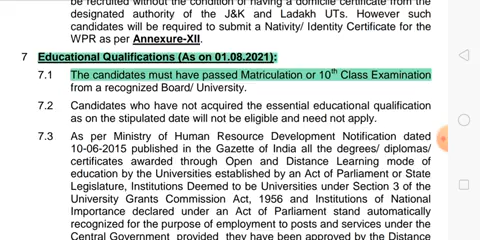 be recruited without the condition of having a domicile certificate from the
designated authority of the J&K and Ladakh UTs. However such
candidates will be required to submit a Nativity/ Identity Certificate for the
WPR as per Annexure-XII.
7 Educational Qualifications (As on 01.08.2021):
7.1 The candidates must have passed Matriculation or 10th Class Examination
from a recognized Board/ University.
7.2 Candidates who have not acquired the essential educational qualification
as on the stipulated date will not be eligible and need not apply.
7.3 As per Ministry of Human Resource Development Notification dated
10-06-2015 published in the Gazette of India all the degrees/ diplomas/
certificates awarded through Open and Distance Learning mode of
education by the Universities established by an Act of Parliament or State
Legislature, Institutions Deemed to be Universities under Section 3 of the
University Grants Commission Act, 1956 and Institutions of National
Importance declared under an Act of Parliament stand automatically
recognized for the purpose of employment to posts and services under the
Central Government provided they have been approved by the Distance